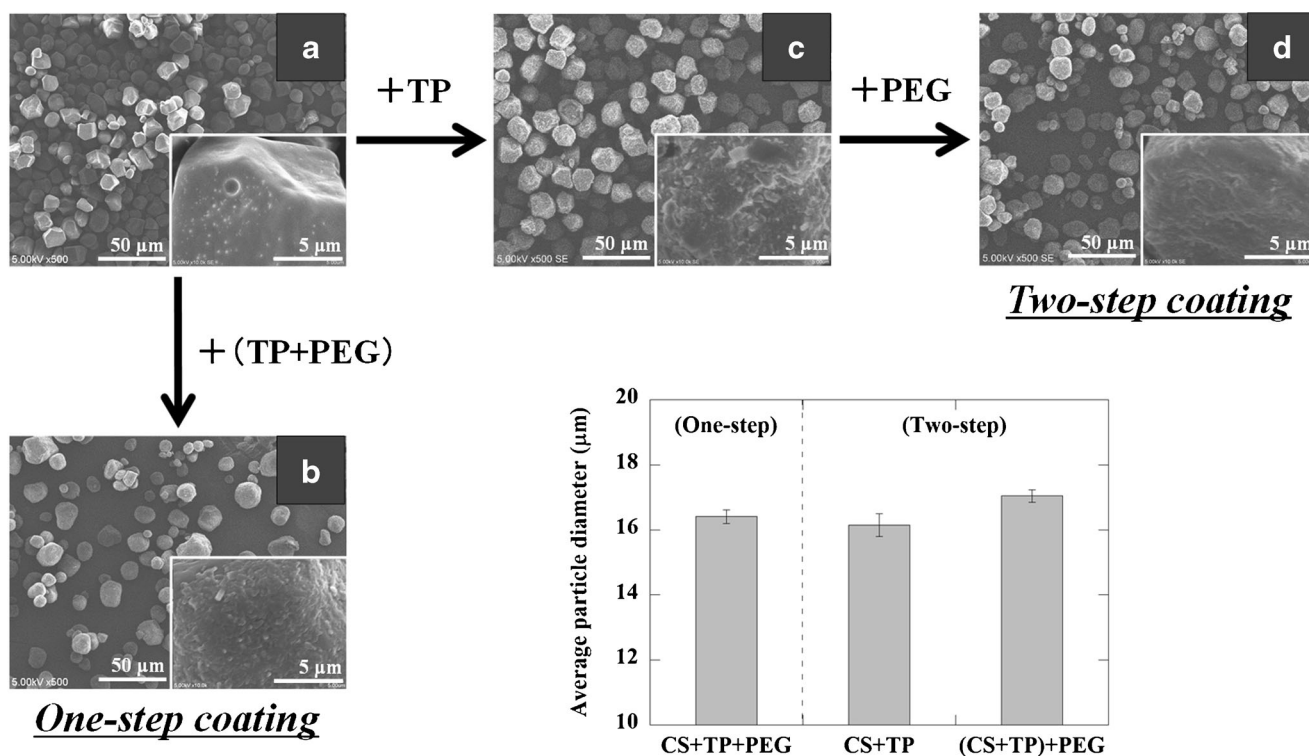 a
50 µm
5 µm
5.00kV x500
+TP
c
50 µm
5 µm
5.00kV x500 SE
+PEG
d
50 µm
5 µm
5.00kV x500 SE
Two-step coating
+(TP+PEG)
b
50 µm
5 µm
5.00kV x500
One-step coating
Average particle diameter (µm)
20
18
16
14
12
10
(One-step)
(Two-step)
CS+TP+PEG
CS+TP
(CS+TP)+PEG